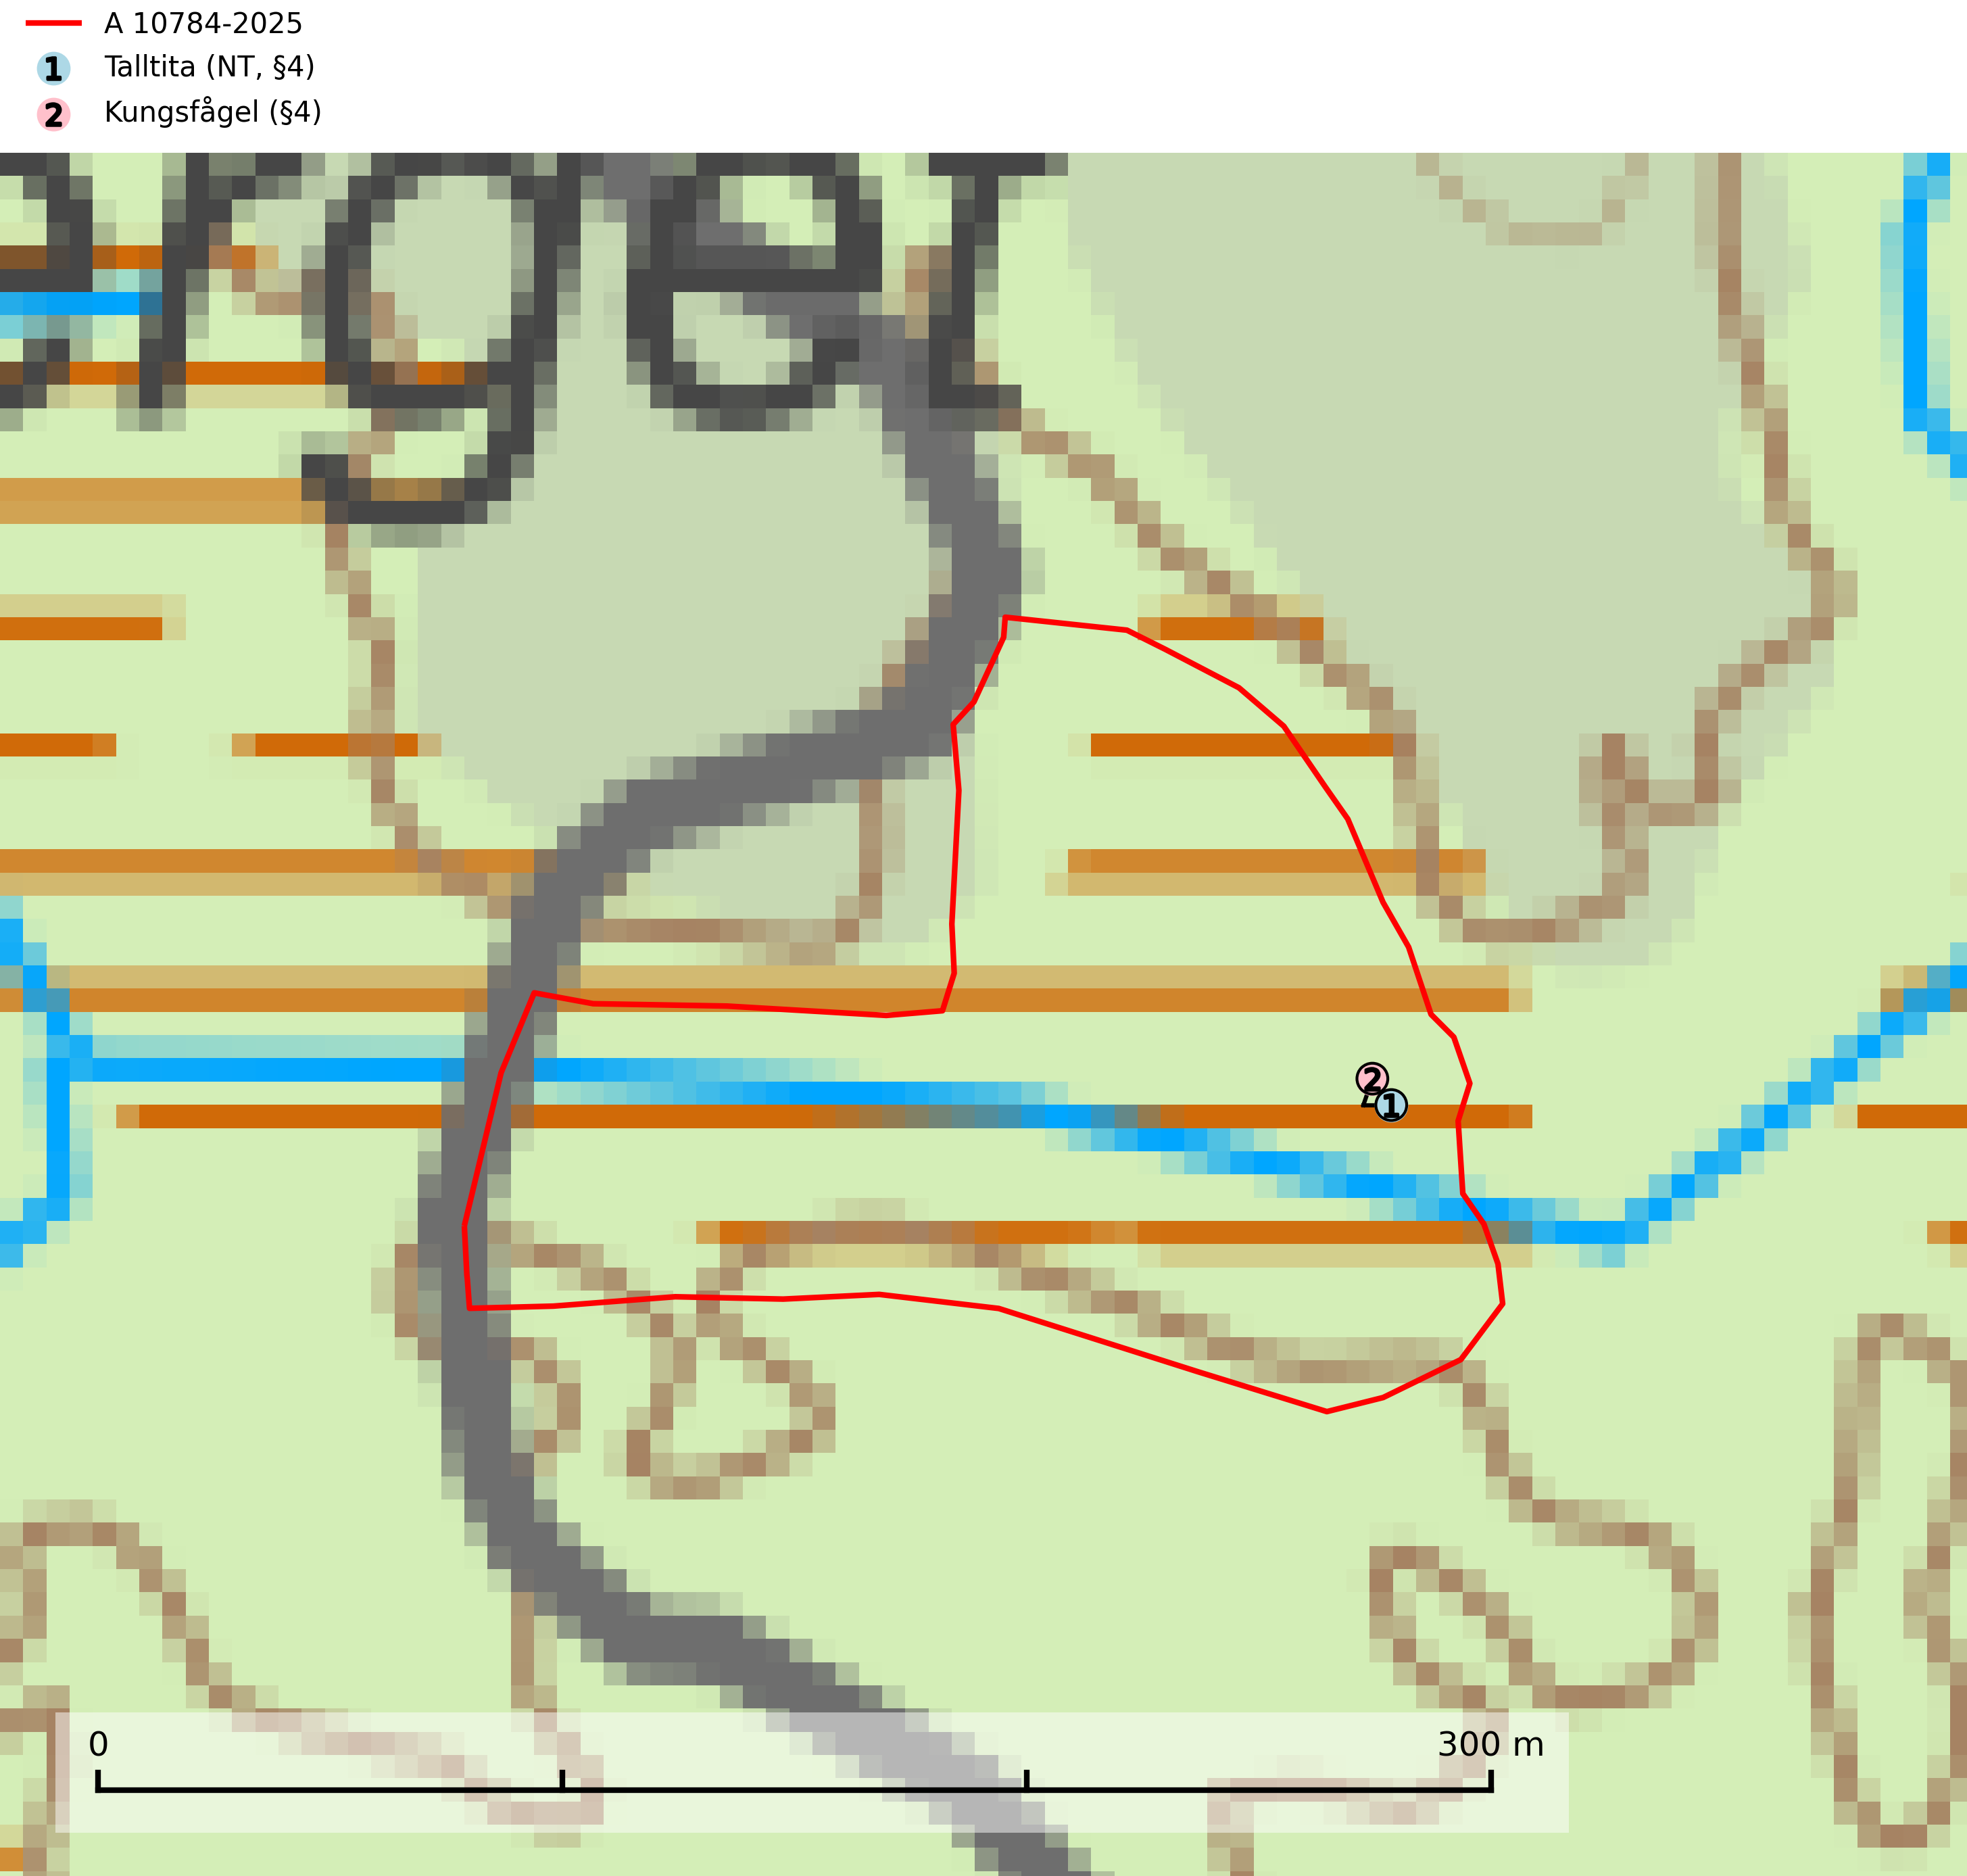 A 10784-2025
1 Talltita (NT, §4)
2 Kungsfågel (§4)
2
1
0 300 m